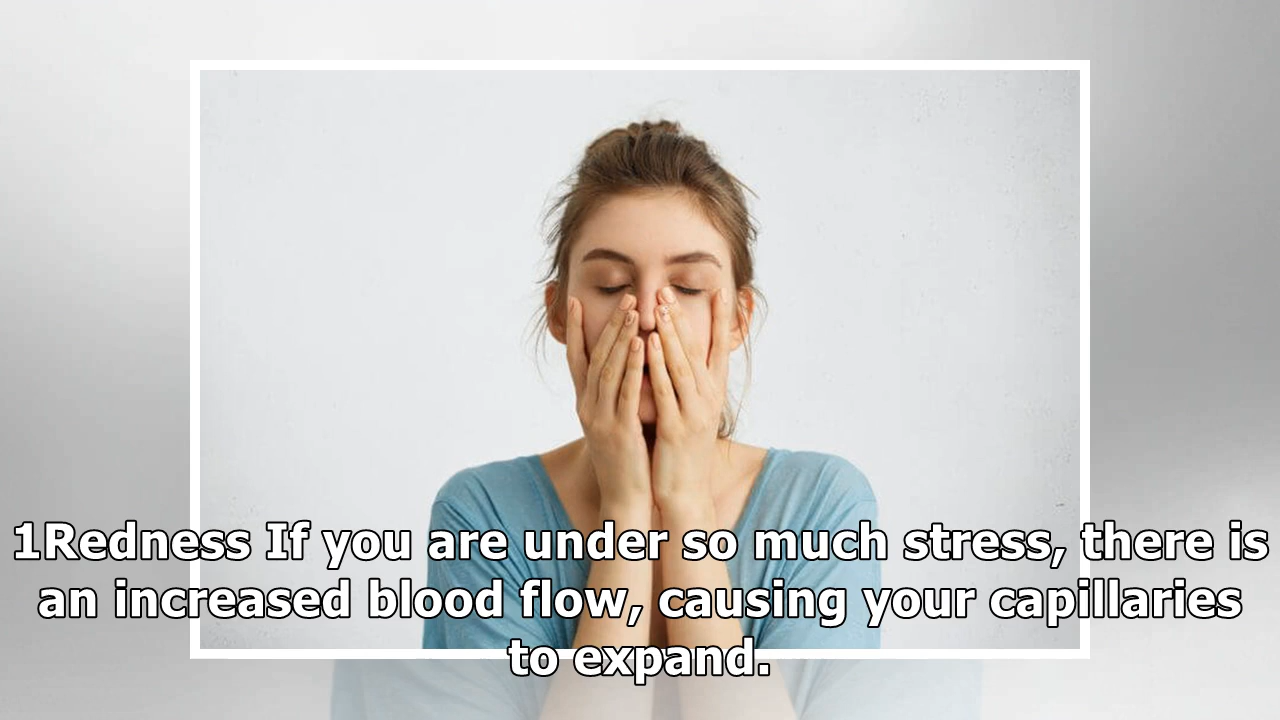 1Redness If you are under so much stress, there is
an increased blood flow, causing your capillaries
to expand.